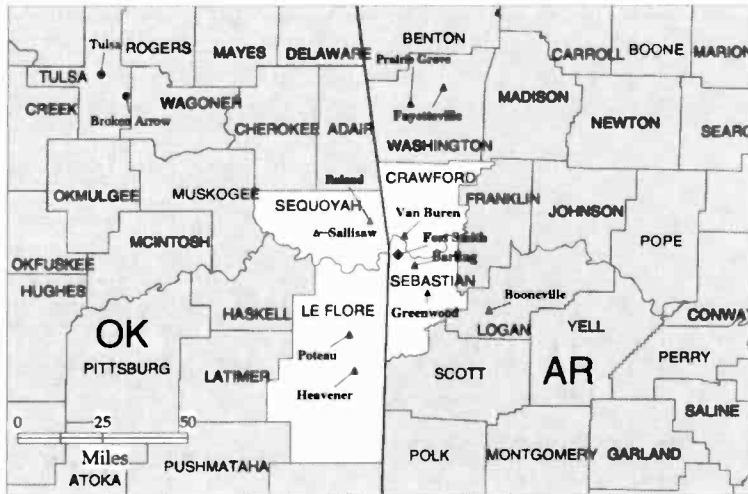 BENTON
ROGERS
MAYES
DELAWARE
CARROLL
BOONE
MARION
Tulsa
Prairie Grove
TULSA
CREEK
WAGONER
Broken Arrow
Fayetteville
MADISON
NEWTON
SEARC
CHEROKEE
ADAIR
WASHINGTON
CRAWFORD
OKMULGEE
MUSKOGEE
SEQUOYAH
FRANKLIN
JOHNSON
Van Buren
Sallisaw
Fort Smith
MCINTOSH
POPE
Barling
OKFUSKEE
HUGHES
SEBASTIAN
Booneville
HASKELL
LE FLORE
Greenwood
LOGAN
YELL
CONWAY
OK
PITTSBURG
Poteau
AR
PERRY
LATIMER
Heavener
SCOTT
SALINE
0 25 50
Miles
PUSHMATAHA
ATOKA
POLK
MONTGOMERY
GARLAND